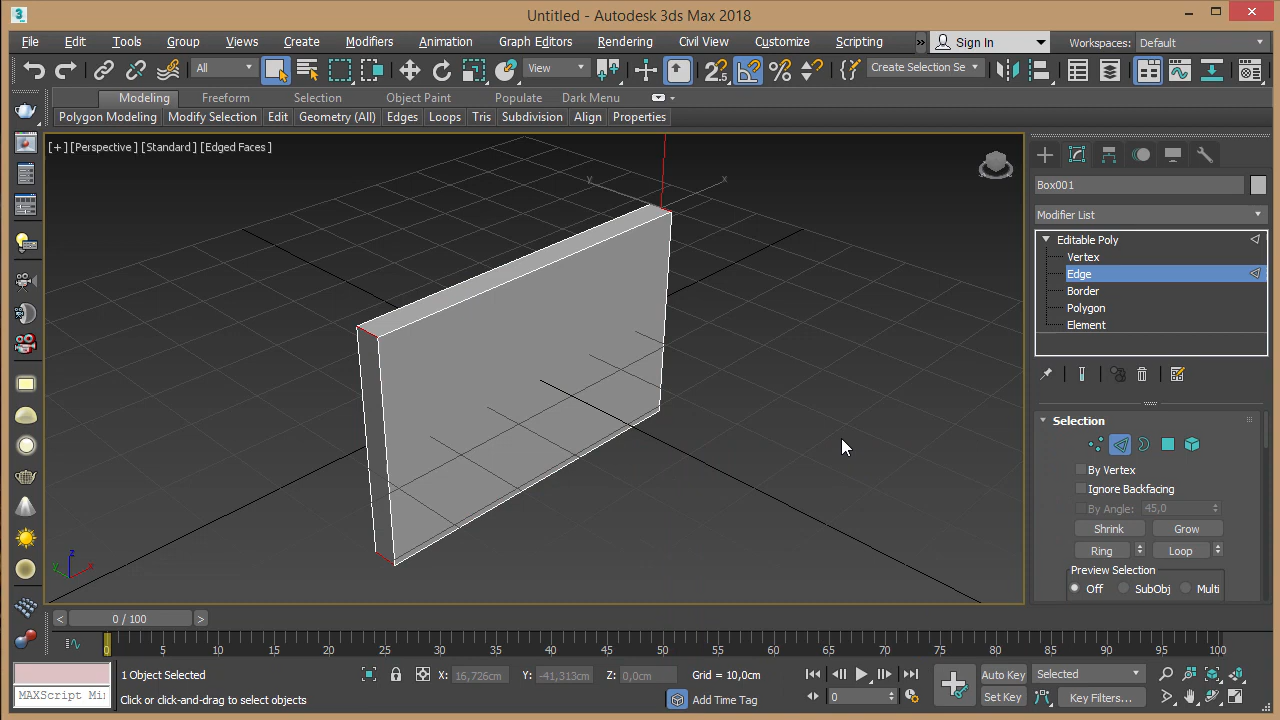 Untitled - Autodesk 3ds Max 2018
File Edit Tools Group Views Create Modifiers Animation Graph Editors Rendering Civil View Customize Scripting » Sign In Workspaces: Default
All View Create Selection Se
Modeling Freeform Selection Object Paint Populate Dark Menu
Polygon Modeling Modify Selection Edit Geometry (All) Edges Loops Tris Subdivision Align Properties
[+] [Perspective] [Standard] [Edged Faces]
y x
Box001
Modifier List
Editable Poly
Vertex
Edge
Border
Polygon
Element
Selection
By Vertex
Ignore Backfacing
By Angle: 45,0
Shrink Grow
Ring Loop
Preview Selection
Off SubObj Multi
z
y x
< 0 / 100 >
0 5 10 15 20 25 30 35 40 45 50 55 60 65 70 75 80 85 90 95 100
1 Object Selected X: 16,726cm Y: -41,313cm Z: 0,0cm Grid = 10,0cm Auto Key Selected
MAXScript Mi Click or click-and-drag to select objects Add Time Tag 0 Set Key Key Filters...